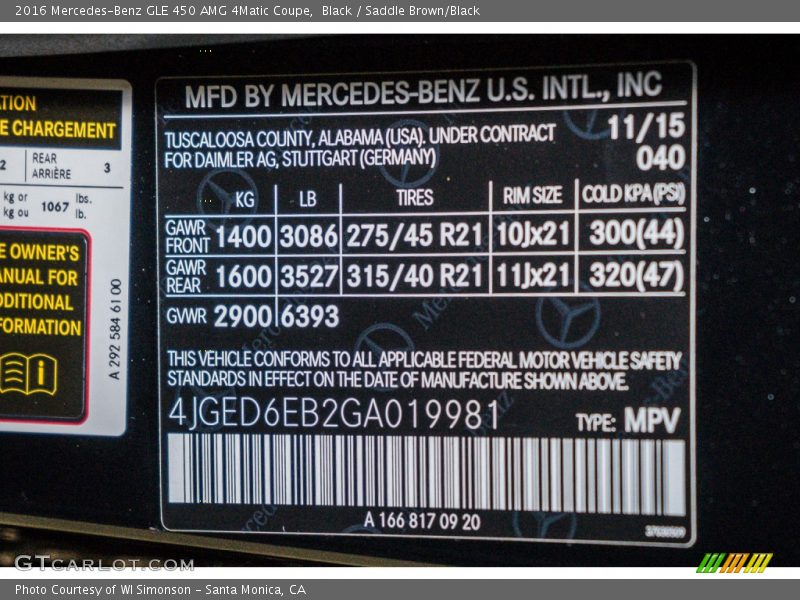 2016 Mercedes-Benz GLE 450 AMG 4Matic Coupe,  Black / Saddle Brown/Black
TION
E CHARGEMENT
2 REAR ARRIÈRE 3
kg or kg ou 1067 lbs. lb.
E OWNER'S
ANUAL FOR
DDITIONAL
FORMATION
A 292 584 61 00
MFD BY MERCEDES-BENZ U.S. INTL., INC
TUSCALOOSA COUNTY, ALABAMA (USA), UNDER CONTRACT 11/15
FOR DAIMLER AG, STUTTGART (GERMANY) 040
KG LB TIRES RIM SIZE COLD KPA (PSI)
GAWR FRONT 1400 3086 275/45 R21 10Jx21 300(44)
GAWR REAR 1600 3527 315/40 R21 11Jx21 320(47)
GWR 2900 6393
THIS VEHICLE CONFORMS TO ALL APPLICABLE FEDERAL MOTOR VEHICLE SAFETY
STANDARDS IN EFFECT ON THE DATE OF MANUFACTURE SHOWN ABOVE.
4JGED6EB2GA019981 TYPE: MPV
A 166 817 09 20
GTCARLOT.COM
Photo Courtesy of WI Simonson - Santa Monica, CA